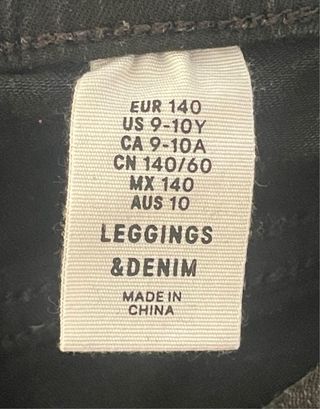 EUR 140
US 9-10Y
CA 9-10A
CN 140/60
MX 140
AUS 10
LEGGINGS
&DENIM
MADE IN
CHINA